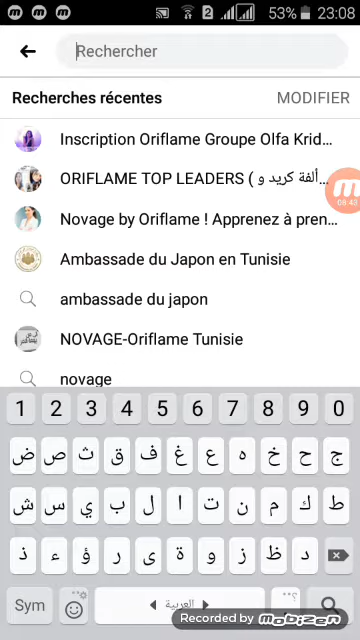 53% 23:08
Rechercher
Recherches récentes MODIFIER
Inscription Oriflame Groupe Olfa Krid...
ORIFLAME TOP LEADERS ( ألفة كريد و...
06:43
Novage by Oriflame ! Apprenez à pren...
Ambassade du Japon en Tunisie
ambassade du japon
NOVAGE-Oriflame Tunisie
novage
1 2 3 4 5 6 7 8 9 0
ض ص ث ق ف غ ع ه خ ح ج
ش س ي ب ل ا ت ن م ك ط
ذ ء ؤ ر ى ة و ز ظ د
Sym العربية
Recorded by mobizen